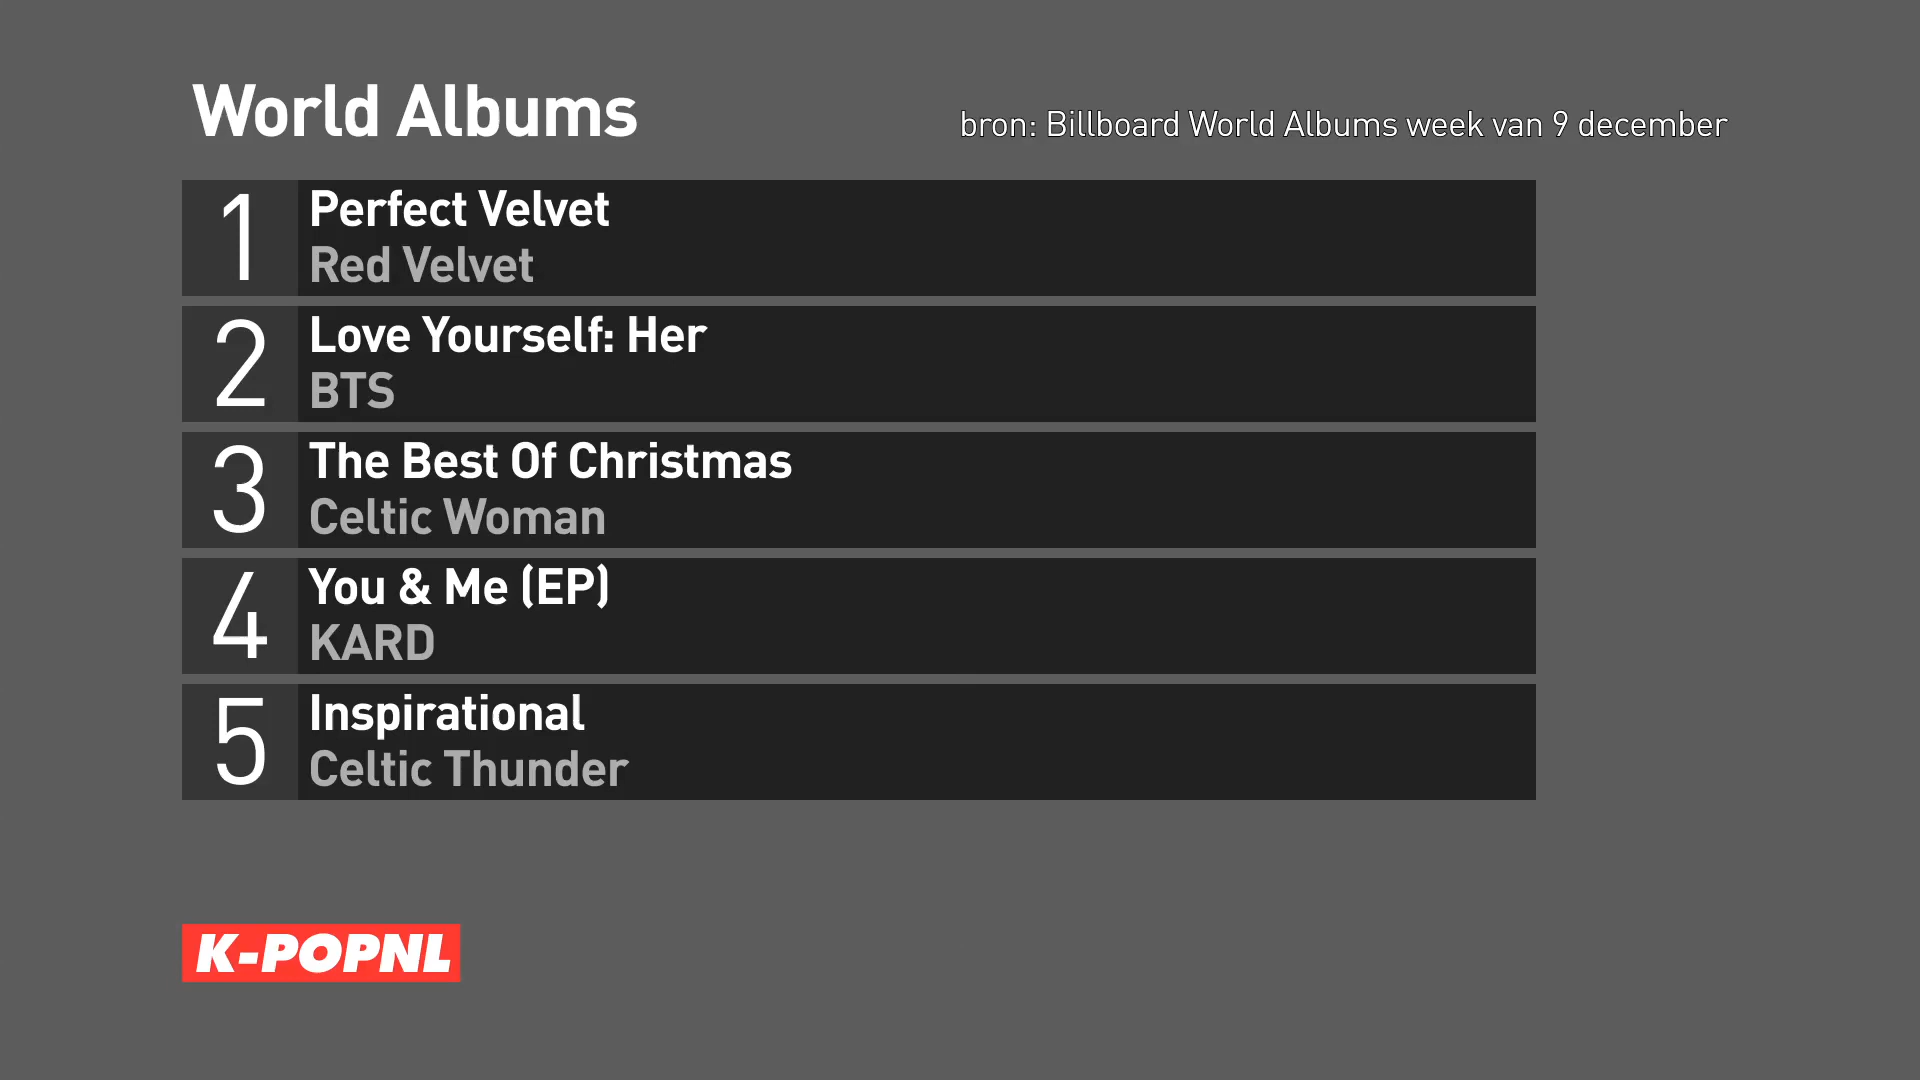 World Albums
bron: Billboard World Albums week van 9 december
1
Perfect Velvet
Red Velvet
2
Love Yourself: Her
BTS
3
The Best Of Christmas
Celtic Woman
4
You & Me (EP)
KARD
5
Inspirational
Celtic Thunder
K-POPNL